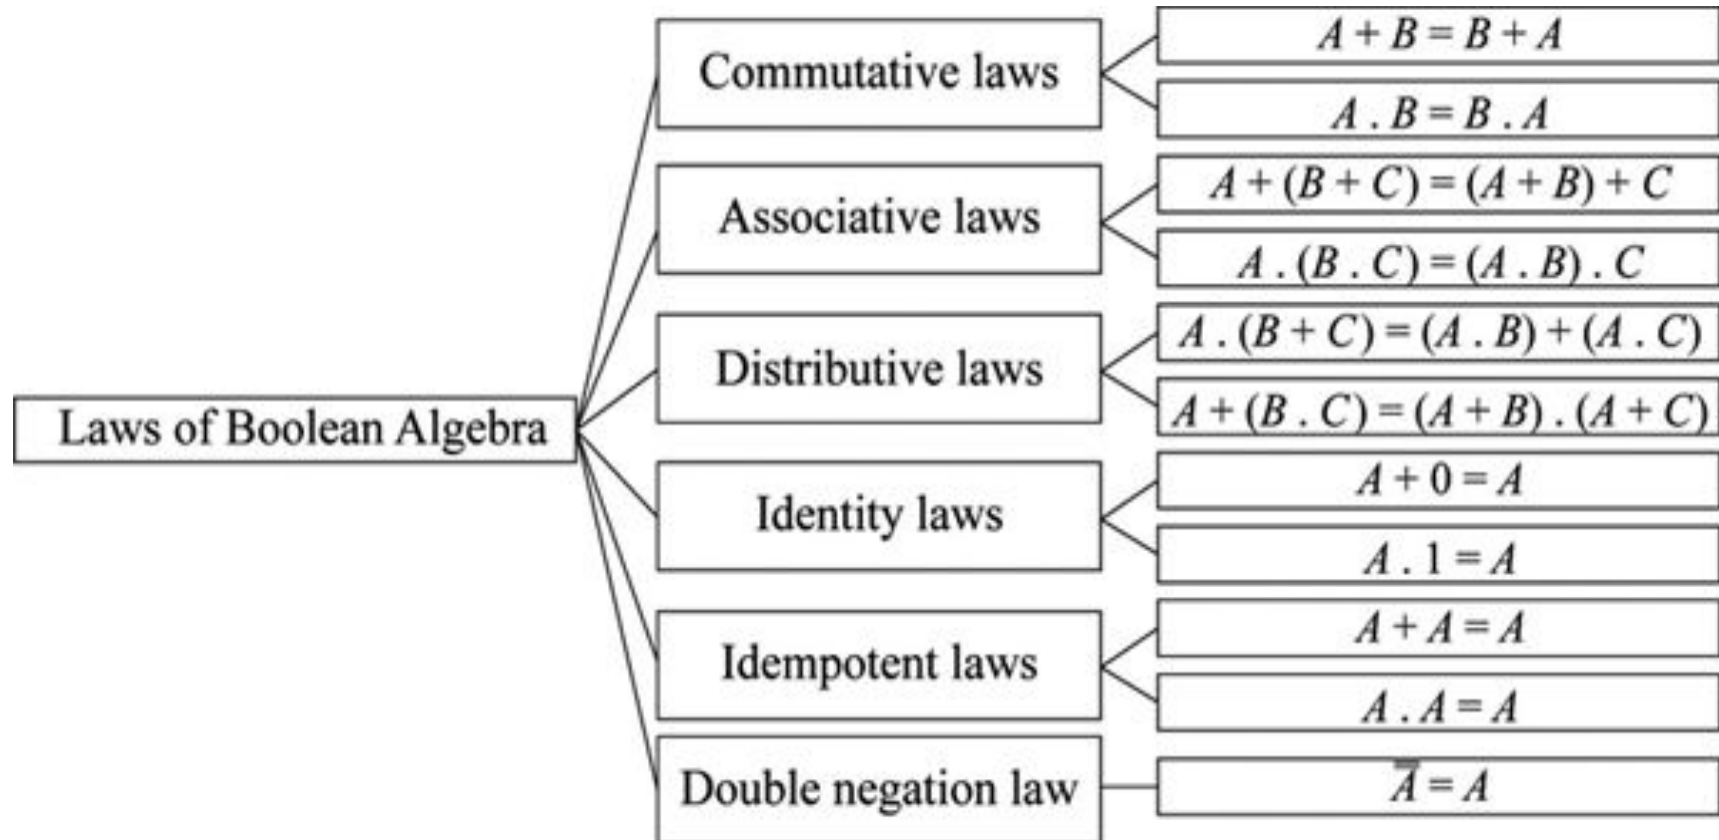 Laws of Boolean Algebra
Commutative laws
A + B = B + A
A . B = B . A
Associative laws
A + (B + C) = (A + B) + C
A . (B . C) = (A . B) . C
Distributive laws
A . (B + C) = (A . B) + (A . C)
A + (B . C) = (A + B) . (A + C)
Identity laws
A + 0 = A
A . 1 = A
Idempotent laws
A + A = A
A . A = A
Double negation law
A̿ = A